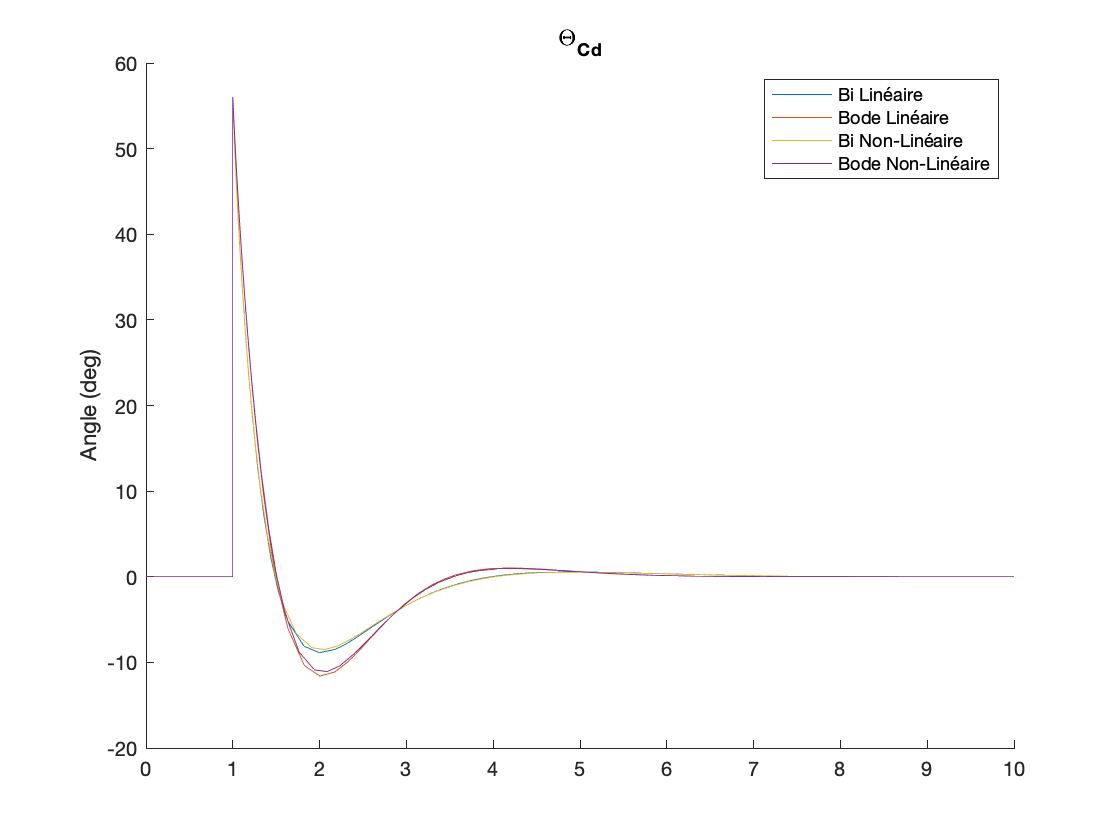 ΘCd
60
50
40
30
20
10
0
-10
-20
Angle (deg)
Bi Linéaire
Bode Linéaire
Bi Non-Linéaire
Bode Non-Linéaire
0 1 2 3 4 5 6 7 8 9 10